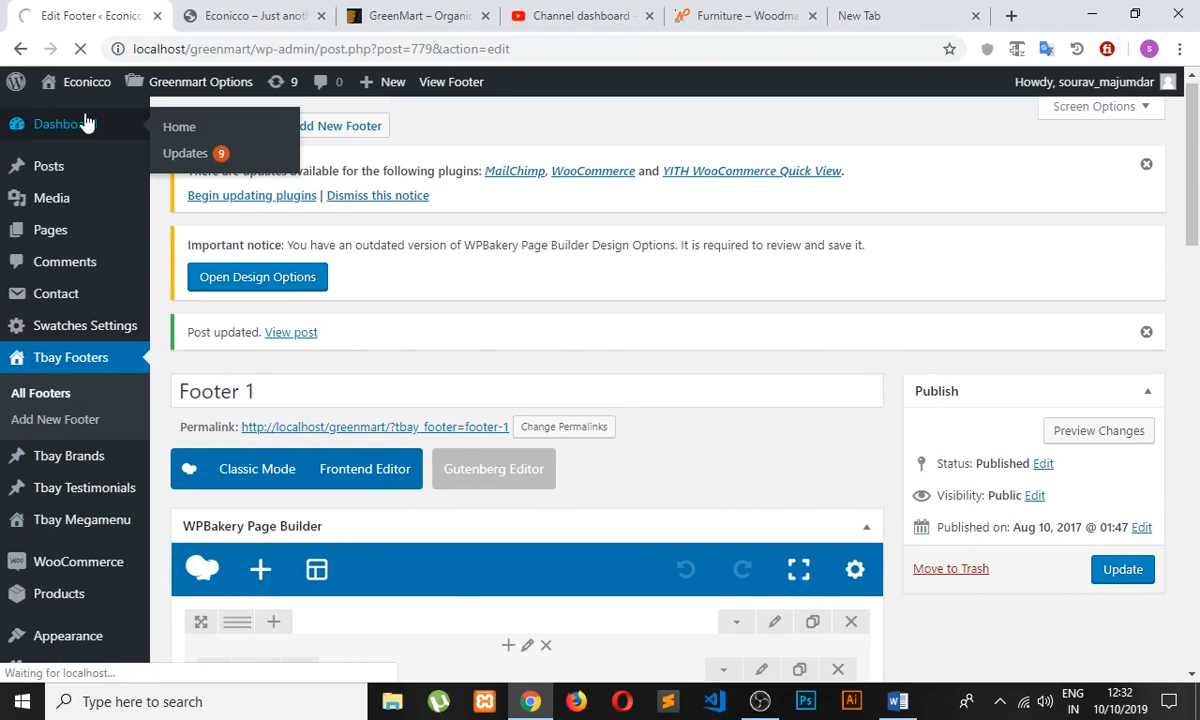 Edit Footer ‹ Econicc
Econicco – Just anot
GreenMart – Organic
Channel dashboard -
Furniture – Woodma
New Tab
localhost/greenmart/wp-admin/post.php?post=779&action=edit
S
Econicco
Greenmart Options
9
0
New
View Footer
Howdy, sourav_majumdar
Screen Options
Dashbo
Home
Updates 9
Posts
Media
Pages
Comments
Contact
Swatches Settings
Tbay Footers
All Footers
Add New Footer
Tbay Brands
Tbay Testimonials
Tbay Megamenu
WooCommerce
Products
Appearance
dd New Footer
There are updates available for the following plugins: MailChimp, WooCommerce and YITH WooCommerce Quick View.
Begin updating plugins | Dismiss this notice
Important notice: You have an outdated version of WPBakery Page Builder Design Options. It is required to review and save it.
Open Design Options
Post updated. View post
Footer 1
Permalink: http://localhost/greenmart/?tbay_footer=footer-1 Change Permalinks
Classic Mode
Frontend Editor
Gutenberg Editor
WPBakery Page Builder
Publish
Preview Changes
Status: Published Edit
Visibility: Public Edit
Published on: Aug 10, 2017 @ 01:47 Edit
Move to Trash
Update
Waiting for localhost...
Type here to search
ENG
IN
12:32
10/10/2019